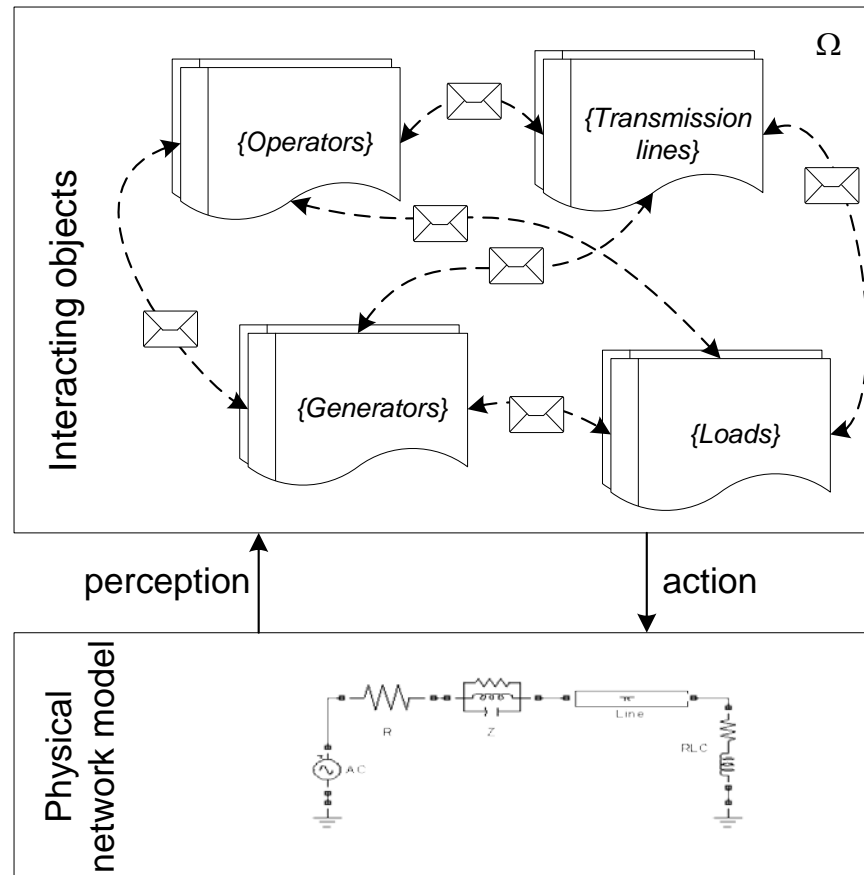 Ω
{Operators}
{Transmission
lines}
Interacting objects
{Generators}
{Loads}
perception
action
Physical
network model
R
Z
Line
RLC
AC